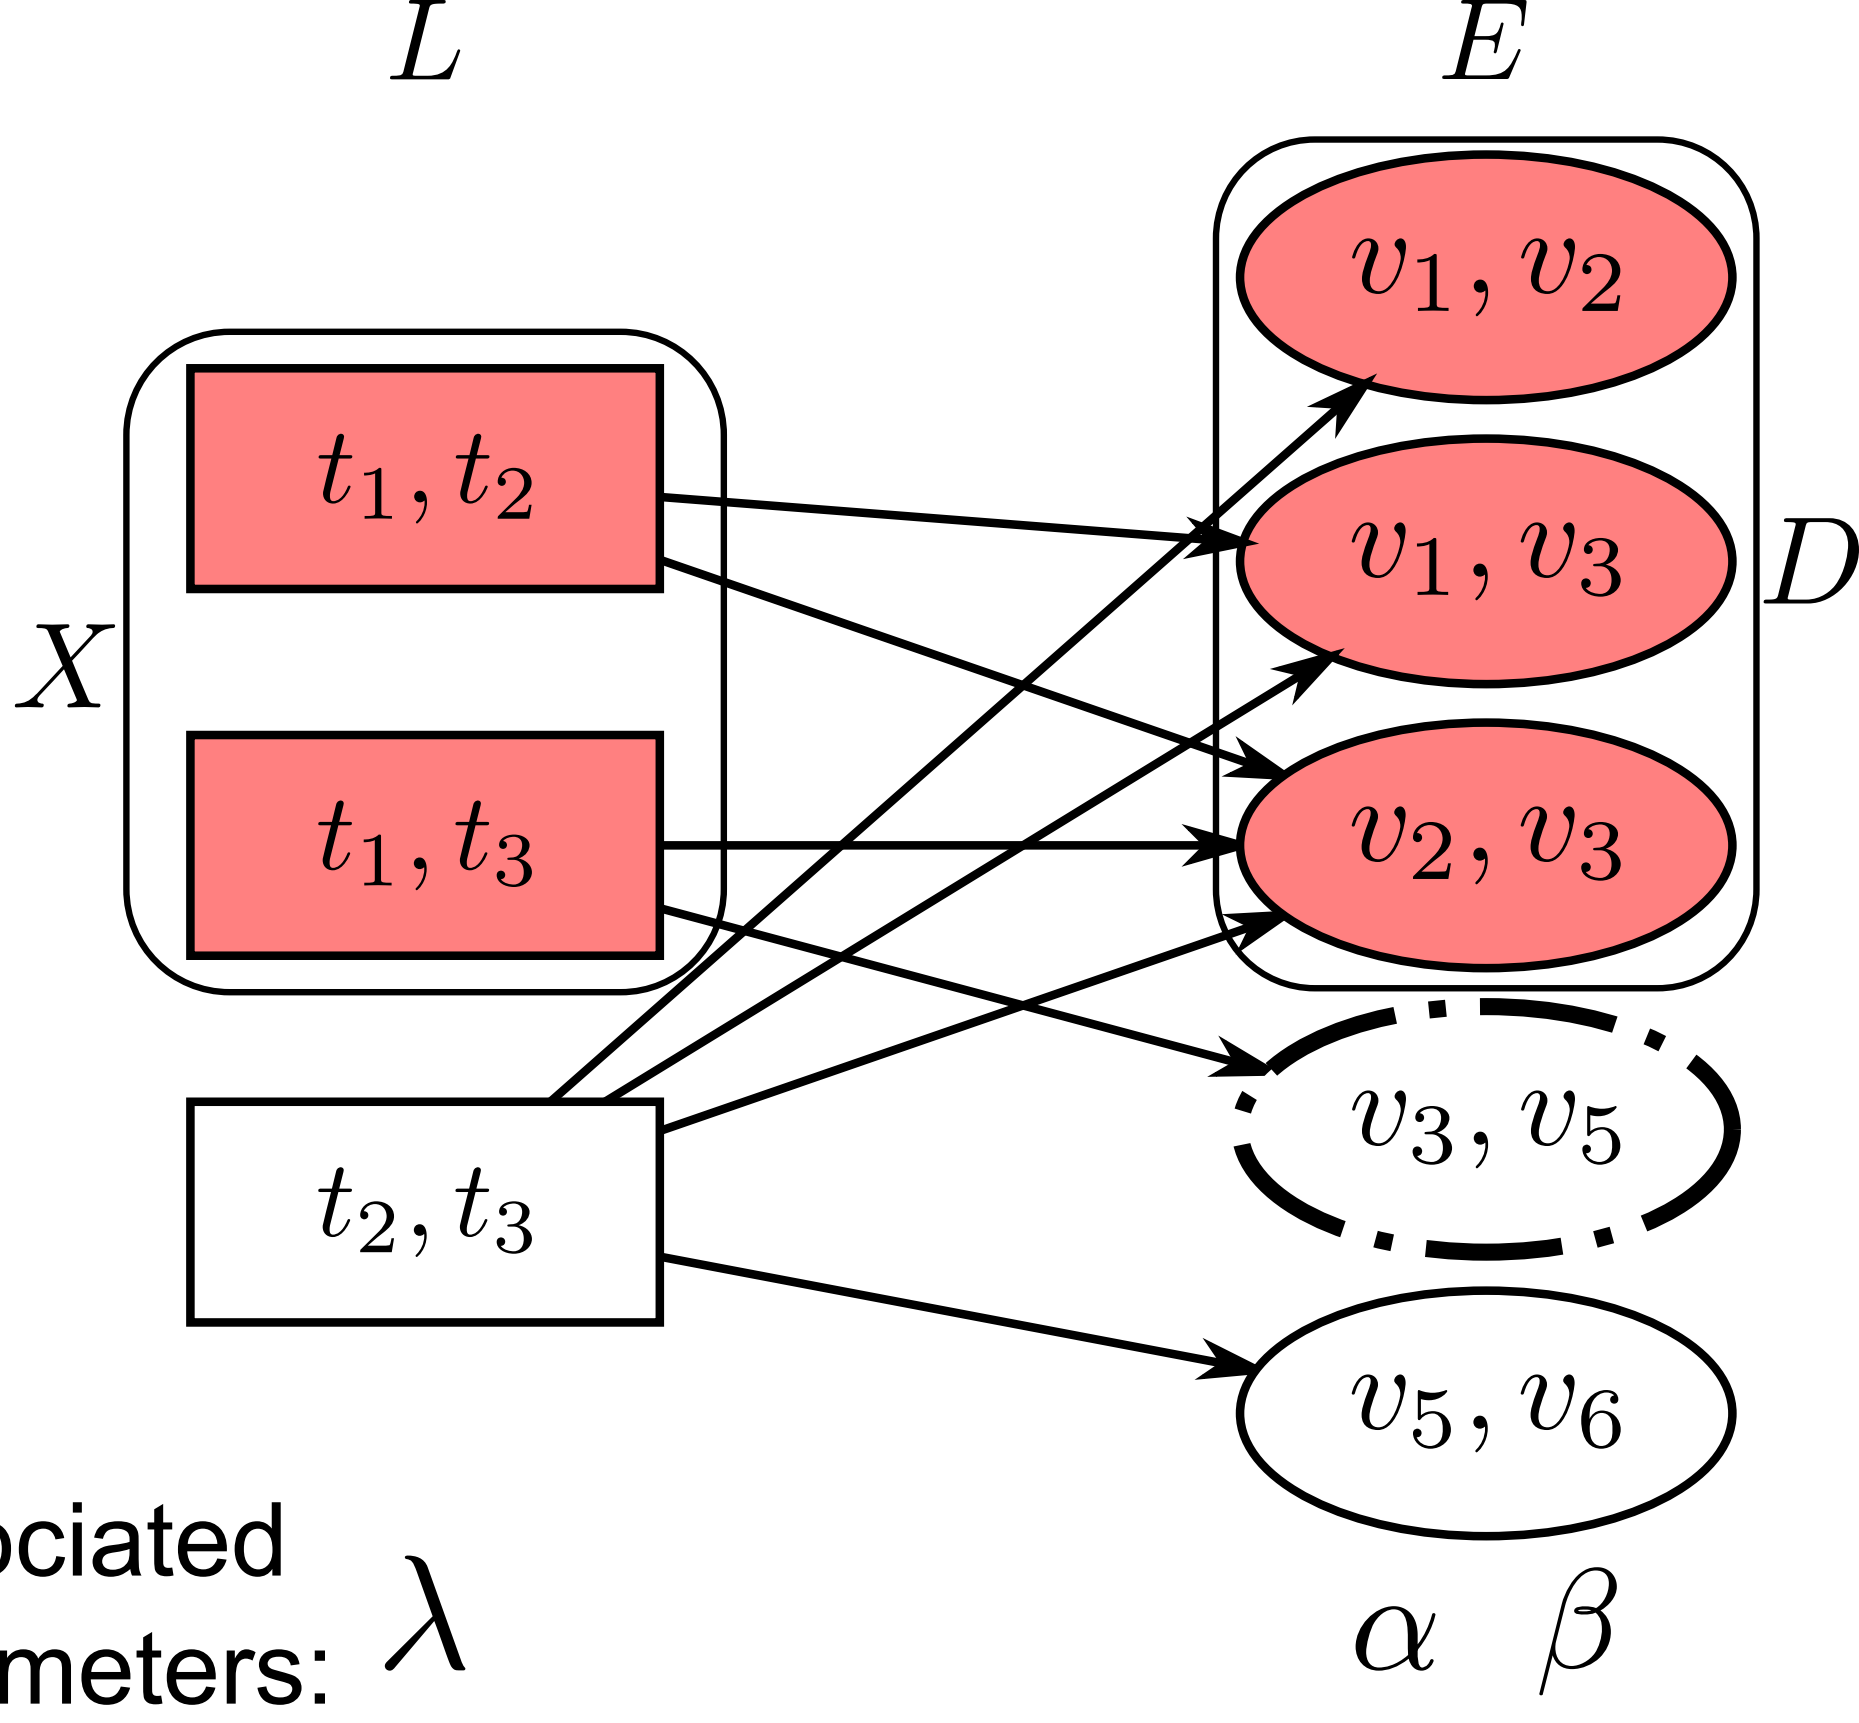 L E
v₁, v₂
t₁, t₂
v₁, v₃
D
X
t₁, t₃
v₂, v₃
v₃, v₅
t₂, t₃
v₅, v₆
ociated
meters: λ α β